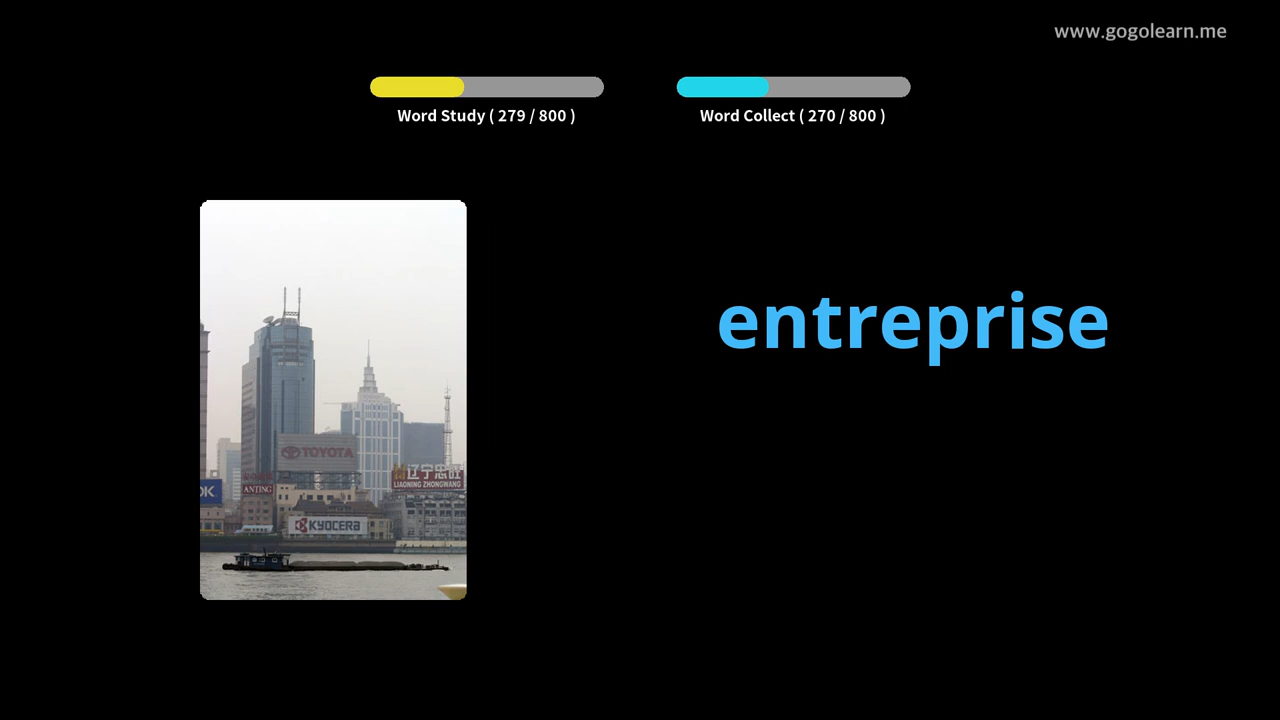 www.gogolearn.me
Word Study ( 279 / 800 )
Word Collect ( 270 / 800 )
entreprise
TOYOTA
辽宁忠旺
LIAONING ZHONGWANG
OK
ANTING
KYOCERA